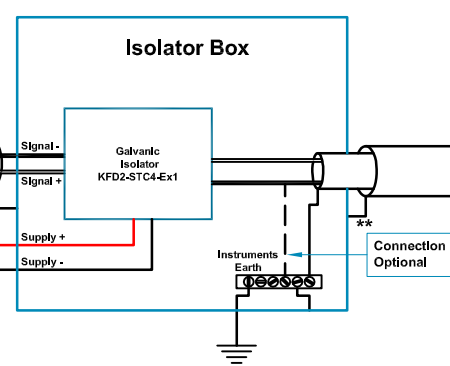 Isolator Box
Signal -
Galvanic
Isolator
KFD2-STC4-Ex1
Signal +
**
Supply +
Connection
Optional
Instruments
Earth
Supply -